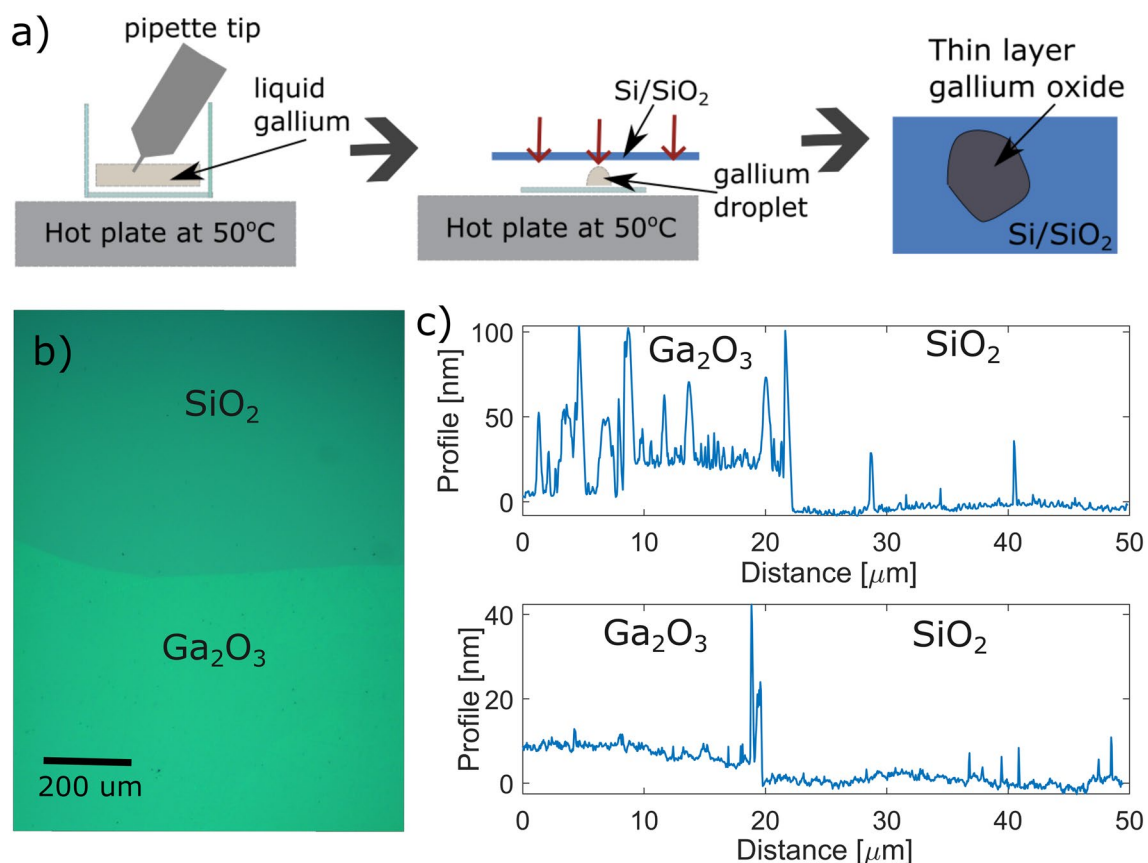 a)
pipette tip
liquid
gallium
Hot plate at 50°C
Si/SiO₂
gallium
droplet
Hot plate at 50°C
Thin layer
gallium oxide
Si/SiO₂
b)
SiO₂
Ga₂O₃
200 um
c)
Ga₂O₃
SiO₂
Profile [nm]
100
50
0
0 10 20 30 40 50
Distance [μm]
Ga₂O₃
SiO₂
Profile [nm]
40
20
0
0 10 20 30 40 50
Distance [μm]